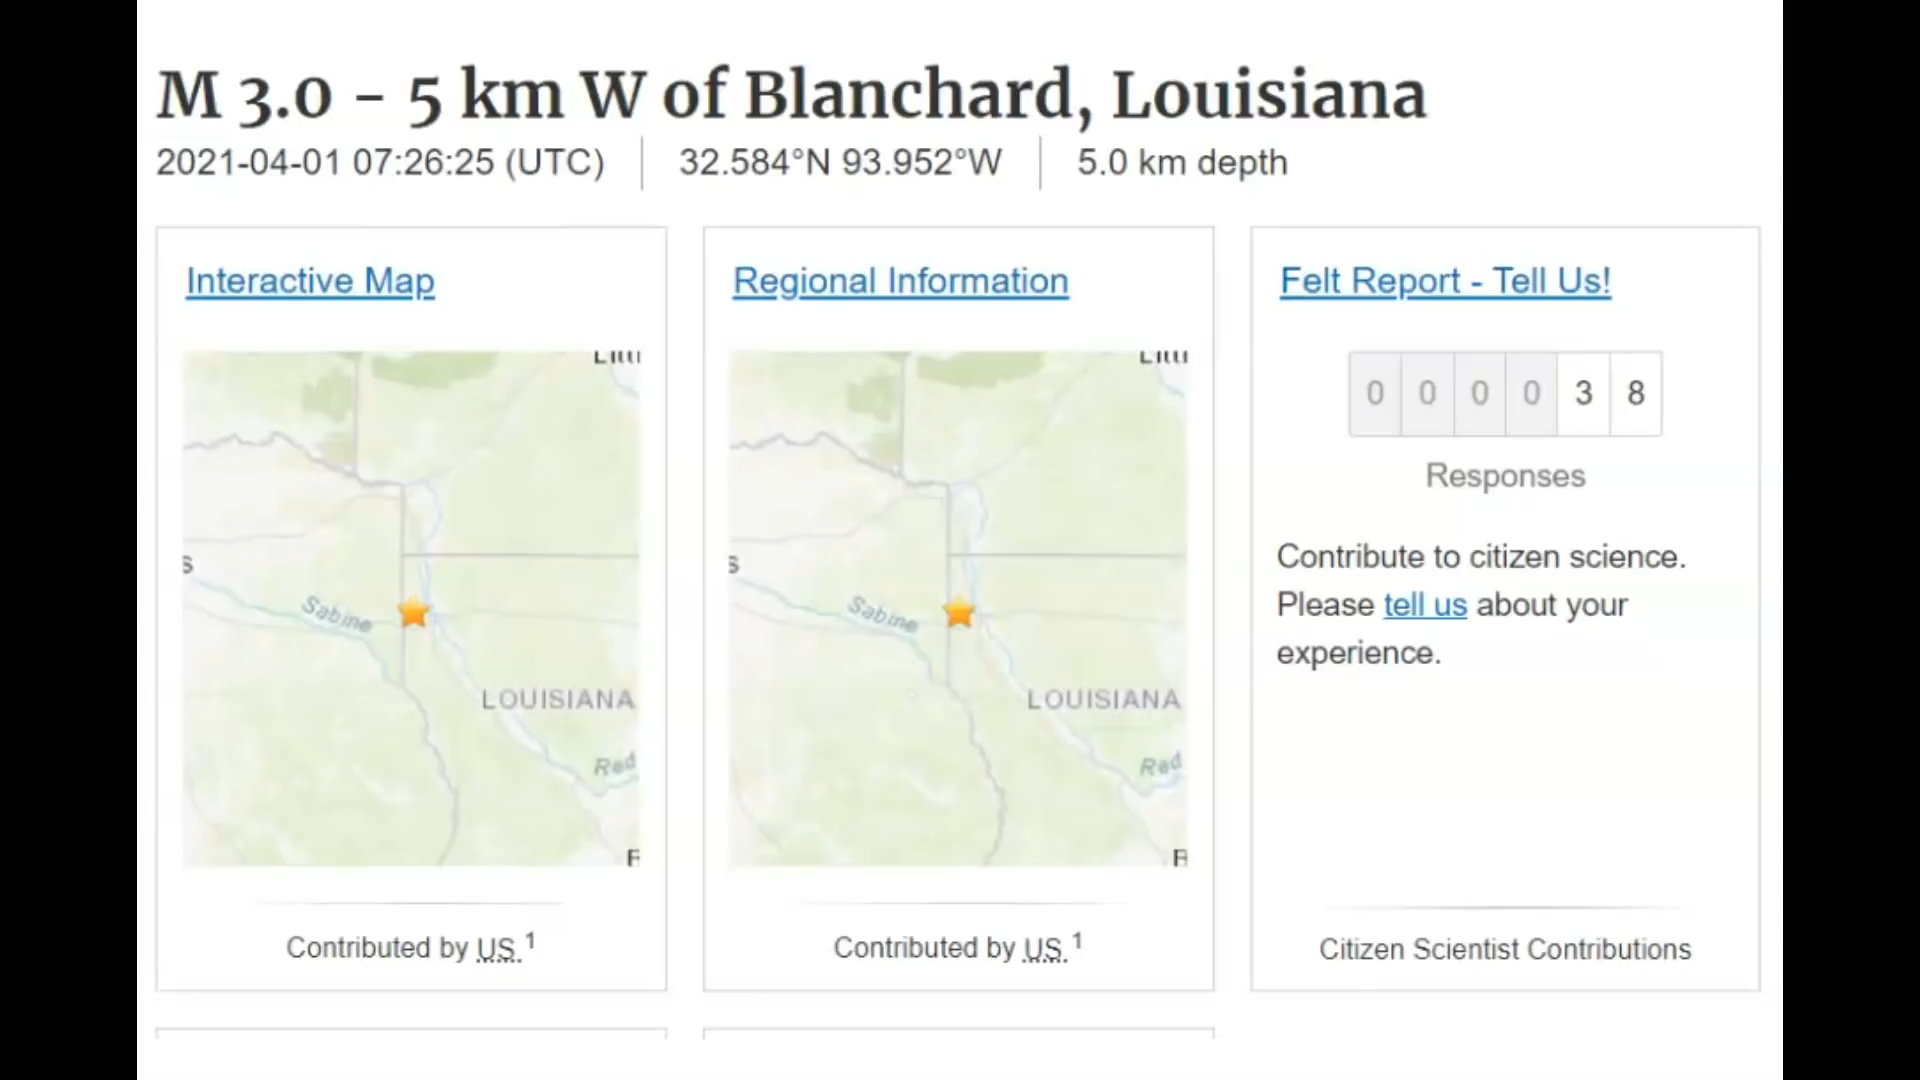 M 3.0 - 5 km W of Blanchard, Louisiana
2021-04-01 07:26:25 (UTC)
32.584°N 93.952°W
5.0 km depth
Interactive Map
Sabine
LOUISIANA
Red
Contributed by US.1
Regional Information
Sabine
LOUISIANA
Red
Contributed by US.1
Felt Report - Tell Us!
0 0 0 0 3 8
Responses
Contribute to citizen science.
Please tell us about your
experience.
Citizen Scientist Contributions